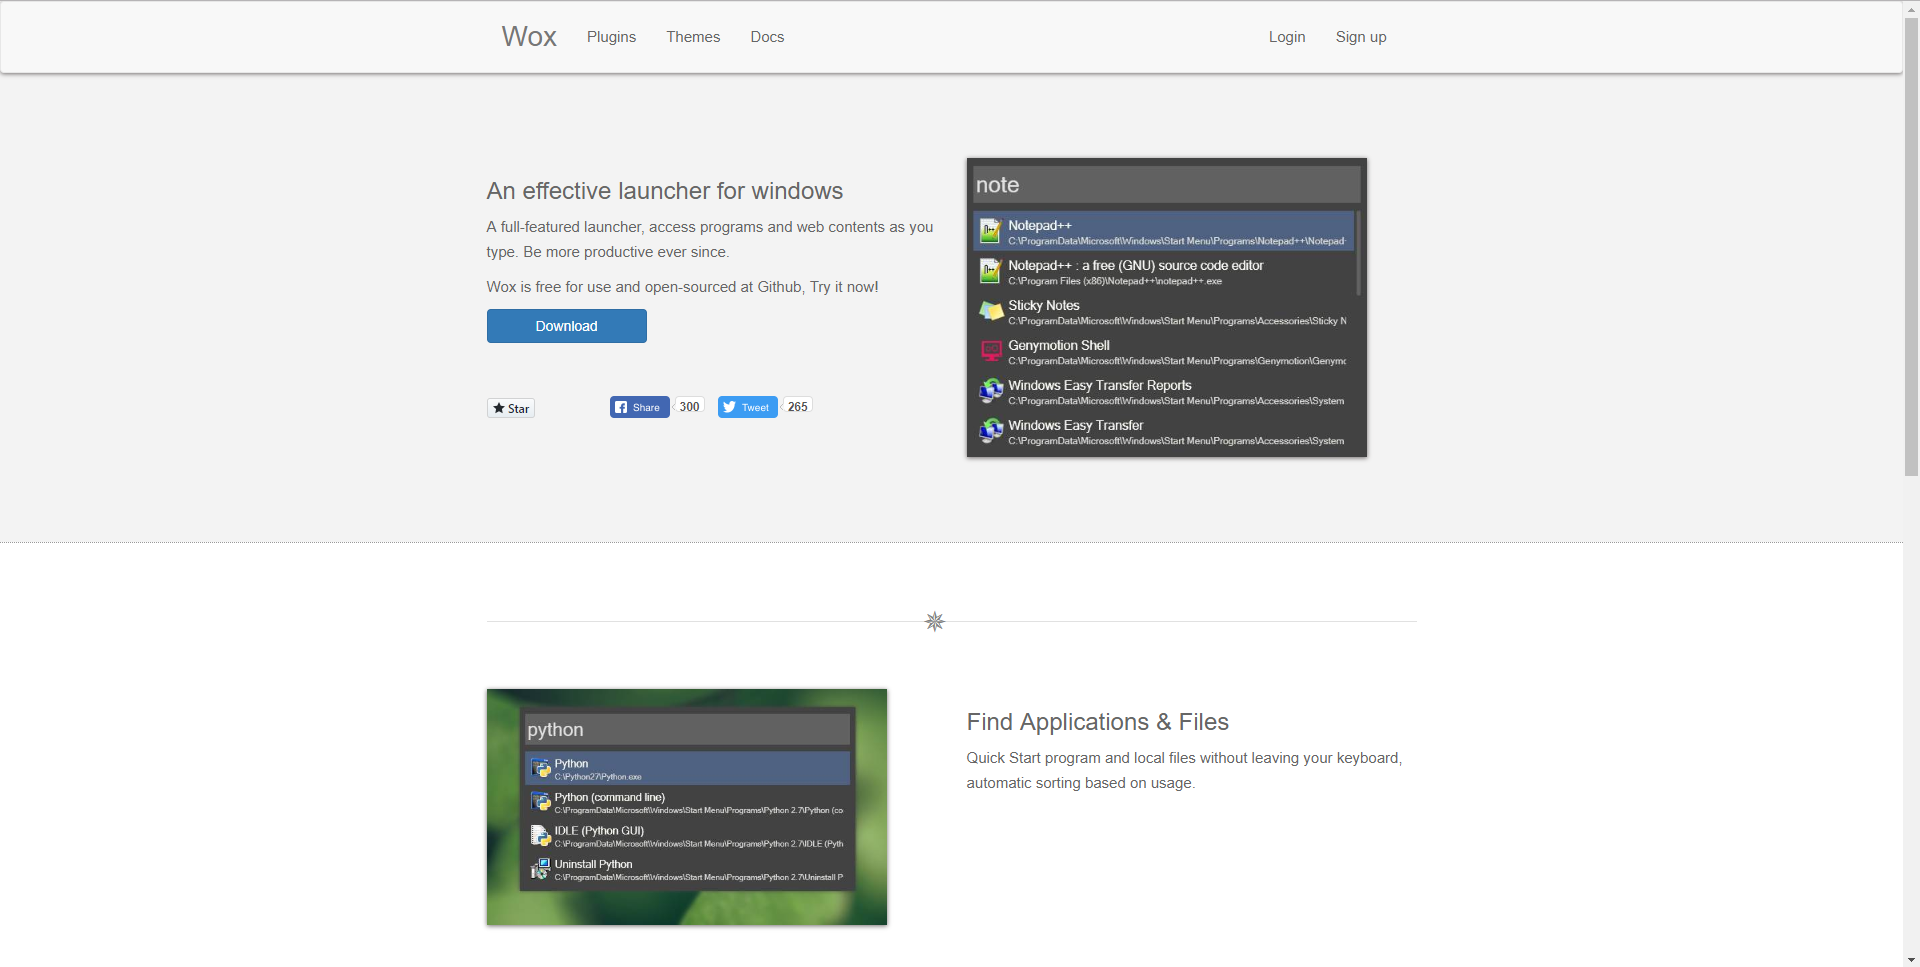 Wox Plugins Themes Docs Login Sign up
An effective launcher for windows
A full-featured launcher, access programs and web contents as you
type. Be more productive ever since.
Wox is free for use and open-sourced at Github, Try it now!
Download
Star Share 300 Tweet 265
note
Notepad++
C:\ProgramData\Microsoft\Windows\Start Menu\Programs\Notepad++\Notepad+
Notepad++ : a free (GNU) source code editor
C:\Program Files (x86)\Notepad++\notepad++.exe
Sticky Notes
C:\ProgramData\Microsoft\Windows\Start Menu\Programs\Accessories\Sticky N
Genymotion Shell
C:\ProgramData\Microsoft\Windows\Start Menu\Programs\Genymotion\Genymo
Windows Easy Transfer Reports
C:\ProgramData\Microsoft\Windows\Start Menu\Programs\Accessories\System
Windows Easy Transfer
C:\ProgramData\Microsoft\Windows\Start Menu\Programs\Accessories\System
python
Python
C:\Python27\Python.exe
Python (command line)
C:\ProgramData\Microsoft\Windows\Start Menu\Programs\Python 2.7\Python (co
IDLE (Python GUI)
C:\ProgramData\Microsoft\Windows\Start Menu\Programs\Python 2.7\IDLE (Pyth
Uninstall Python
C:\ProgramData\Microsoft\Windows\Start Menu\Programs\Python 2.7\Uninstall P
Find Applications & Files
Quick Start program and local files without leaving your keyboard,
automatic sorting based on usage.